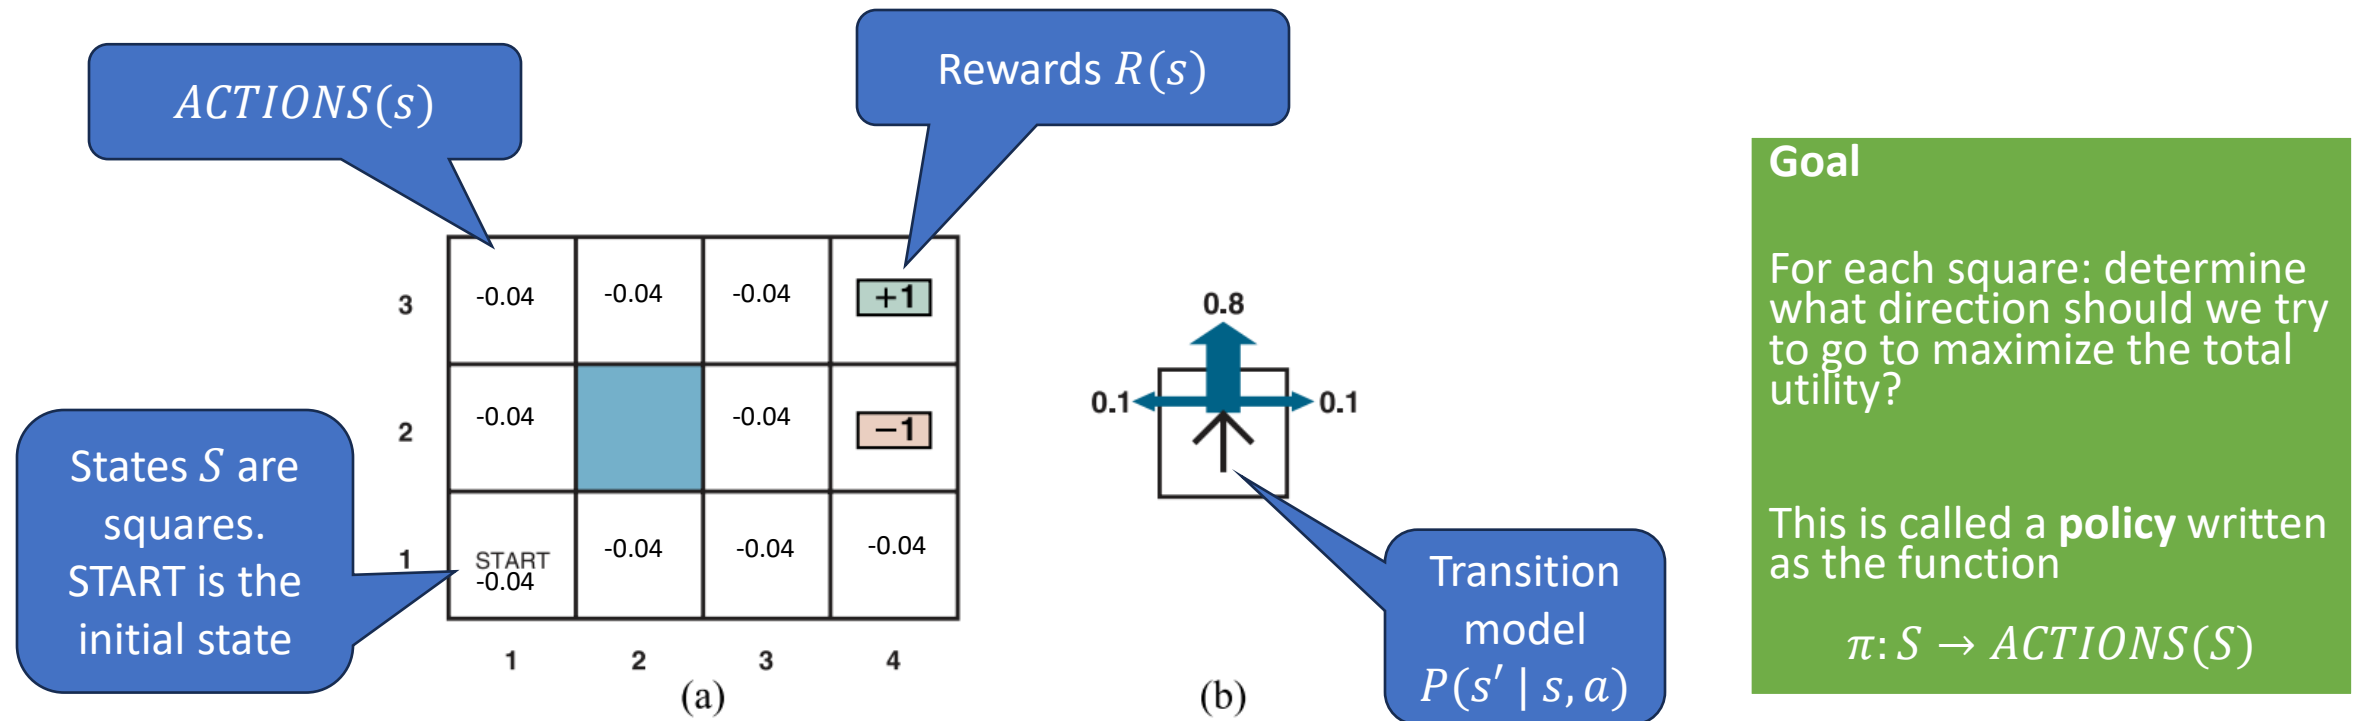 ACTIONS(s)
Rewards R(s)
States S are
squares.
START is the
initial state
3
-0.04
-0.04
-0.04
+1
2
-0.04
-0.04
−1
1
START
-0.04
-0.04
-0.04
-0.04
1
2
3
4
(a)
0.8
0.1
0.1
(b)
Transition
model
P(s′ | s, a)
Goal
For each square: determine
what direction should we try
to go to maximize the total
utility?
This is called a policy written
as the function
π: S → ACTIONS(S)